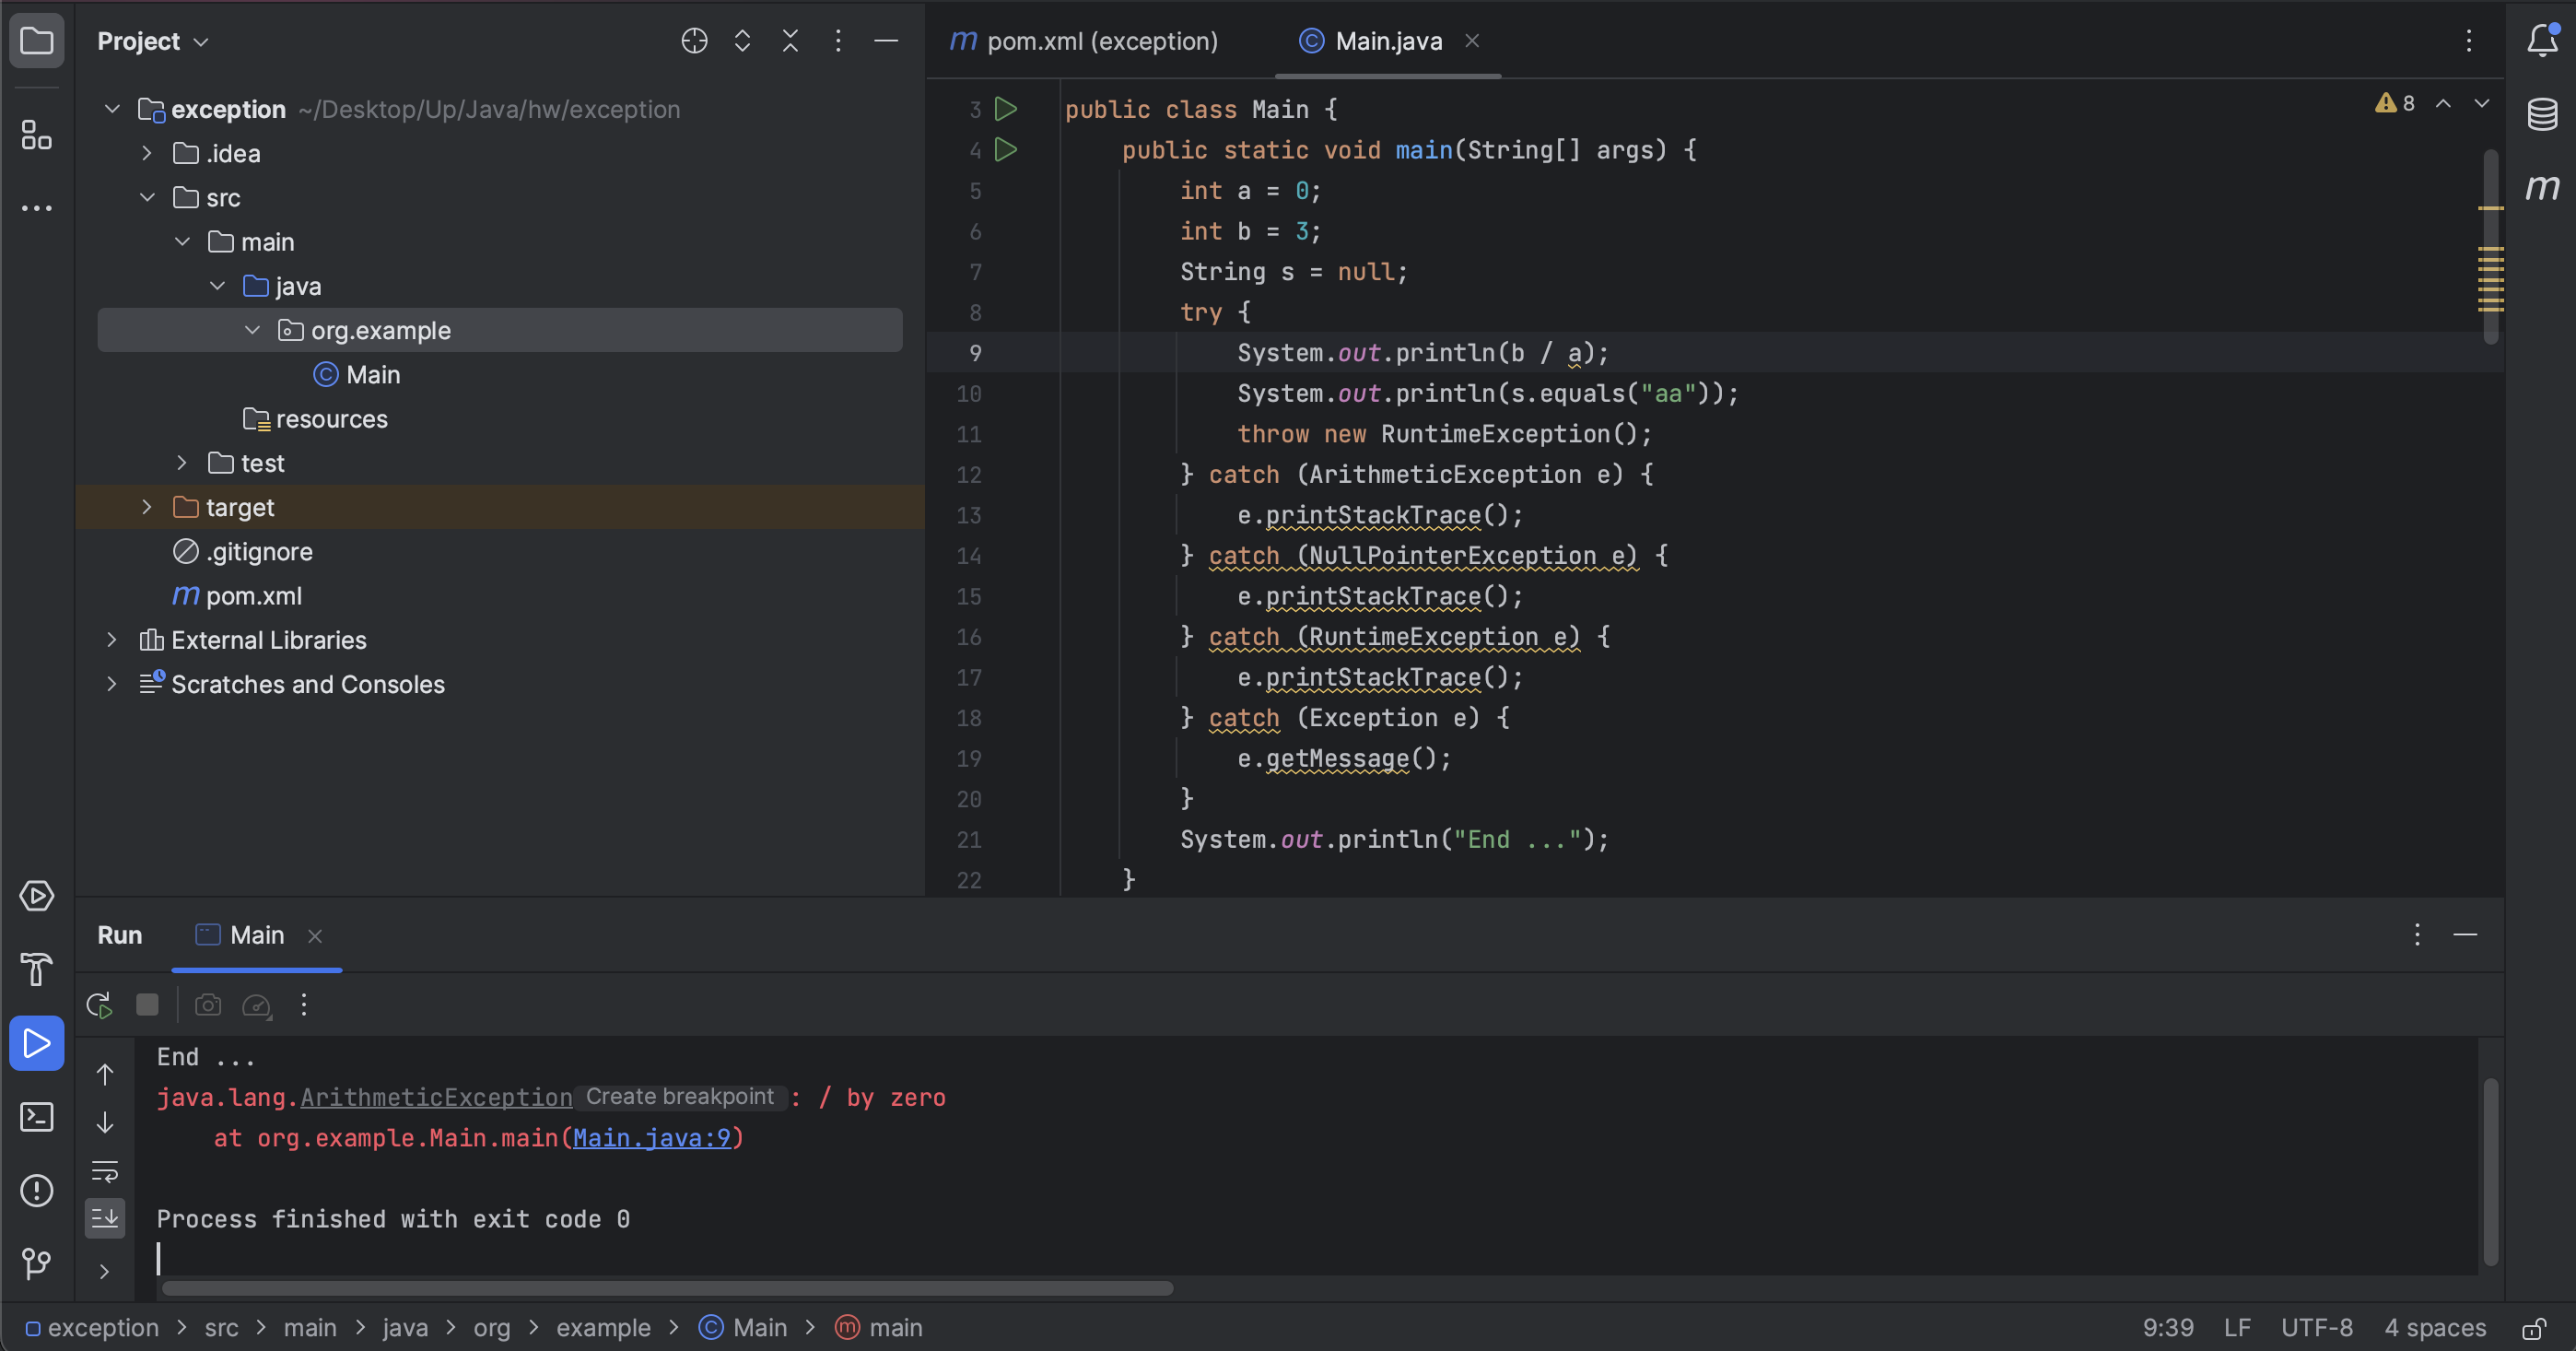 Project
exception ~/Desktop/Up/Java/hw/exception
.idea
src
main
java
org.example
Main
resources
test
target
.gitignore
m pom.xml
External Libraries
Scratches and Consoles
m pom.xml (exception)
C Main.java
8
m
3 public class Main {
4 public static void main(String[] args) {
5 int a = 0;
6 int b = 3;
7 String s = null;
8 try {
9 System.out.println(b / a);
10 System.out.println(s.equals("aa"));
11 throw new RuntimeException();
12 } catch (ArithmeticException e) {
13 e.printStackTrace();
14 } catch (NullPointerException e) {
15 e.printStackTrace();
16 } catch (RuntimeException e) {
17 e.printStackTrace();
18 } catch (Exception e) {
19 e.getMessage();
20 }
21 System.out.println("End ...");
22 }
Run Main
End ...
java.lang.ArithmeticException Create breakpoint : / by zero
at org.example.Main.main(Main.java:9)
Process finished with exit code 0
exception > src > main > java > org > example > C Main > m main
9:39 LF UTF-8 4 spaces